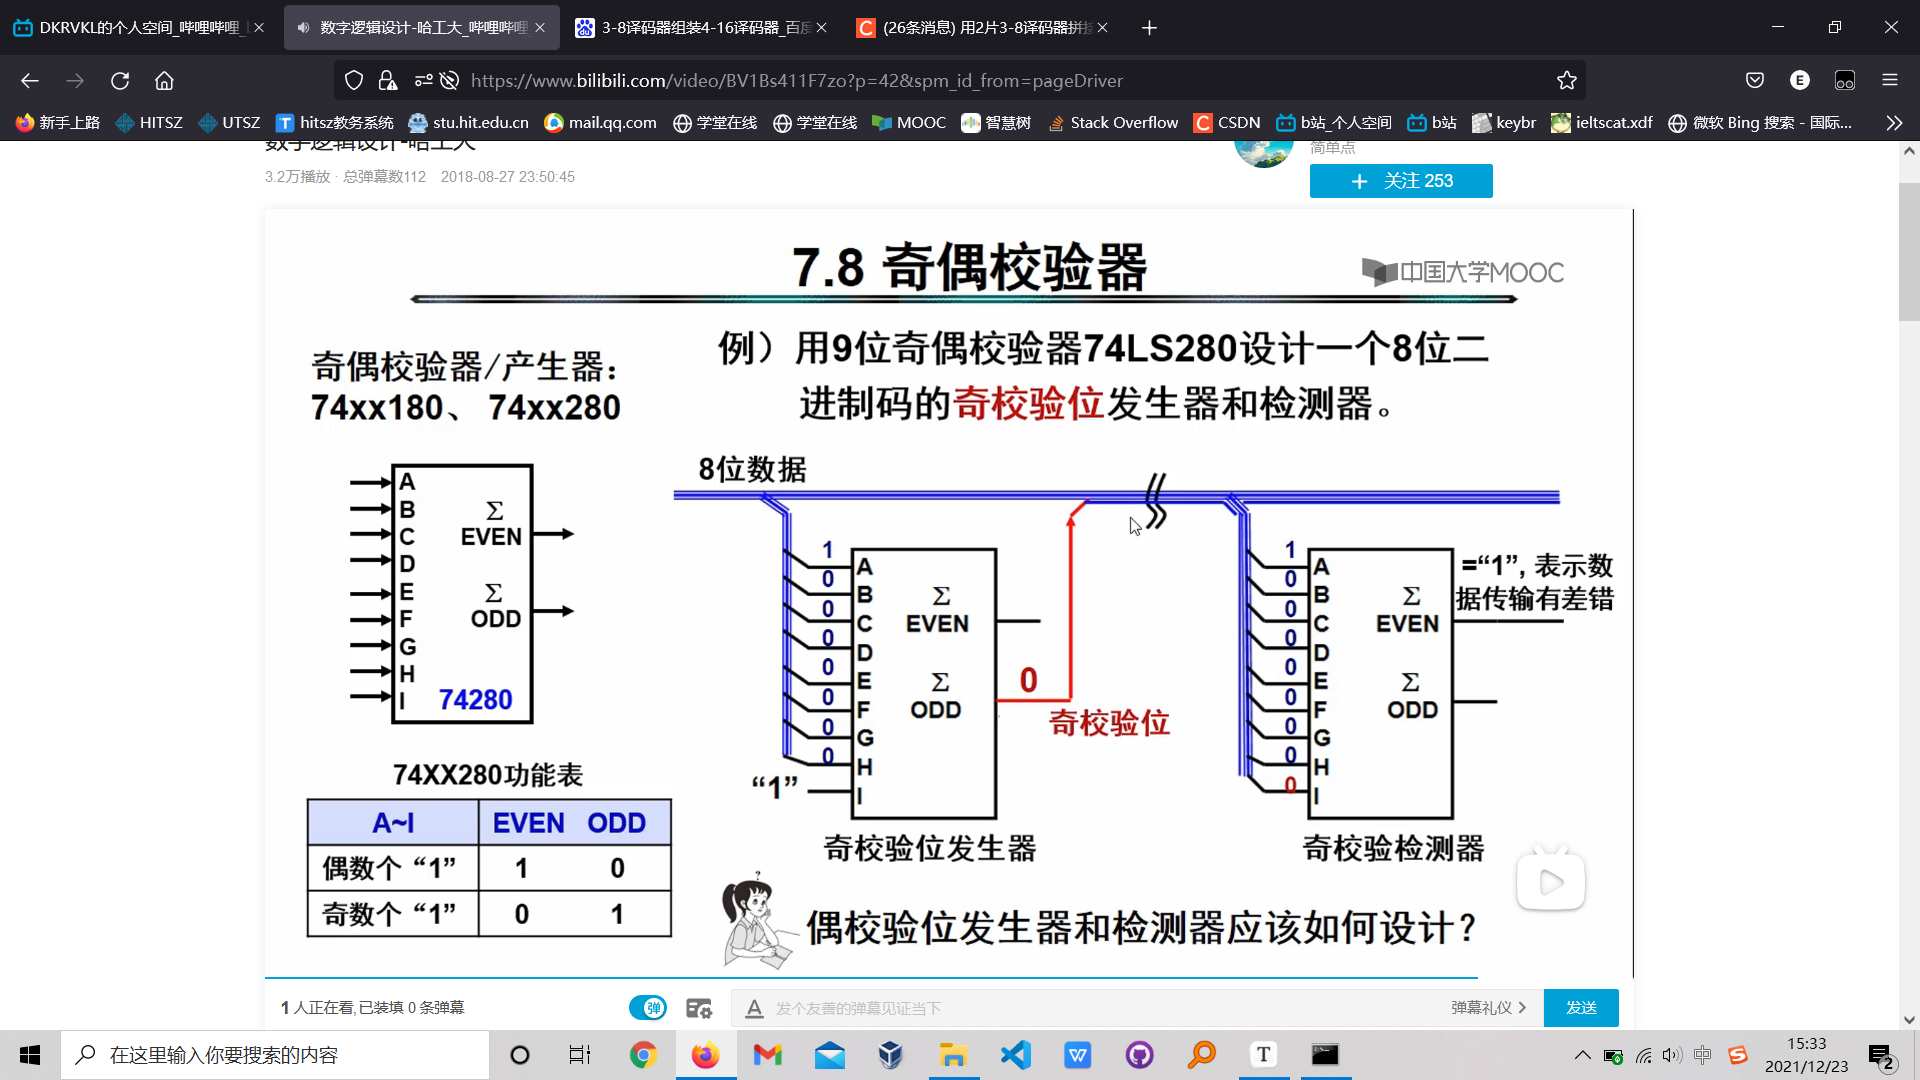 DKRVKL的个人空间_哔哩哔哩_
数字逻辑设计-哈工大_哔哩哔哩
3-8译码器组装4-16译码器_百度
(26条消息) 用2片3-8译码器拼接
https://www.bilibili.com/video/BV1Bs411F7zo?p=42&spm_id_from=pageDriver
E
新手上路
HITSZ
UTSZ
T
hitsz教务系统
stu.hit.edu.cn
mail.qq.com
学堂在线
学堂在线
MOOC
智慧树
Stack Overflow
C
CSDN
b站_个人空间
b站
keybr
ieltscat.xdf
微软 Bing 搜索 - 国际...
数字逻辑设计-哈工大
3.2万播放 · 总弹幕数112 2018-08-27 23:50:45
简单点
+ 关注 253
7.8 奇偶校验器
中国大学MOOC
奇偶校验器/产生器：
74xx180、 74xx280
例）用9位奇偶校验器74LS280设计一个8位二
进制码的奇校验位发生器和检测器。
A
B
C
D
E
F
G
H
I
Σ
EVEN
Σ
ODD
74280
8位数据
1
0
0
0
0
0
0
0
“1”
A
B
C
D
E
F
G
H
I
Σ
EVEN
Σ
ODD
0
奇校验位
奇校验位发生器
1
0
0
0
0
0
0
0
0
A
B
C
D
E
F
G
H
I
Σ
EVEN
Σ
ODD
=“1”, 表示数
据传输有差错
奇校验检测器
74XX280功能表
A~I EVEN ODD
偶数个“1” 1 0
奇数个“1” 0 1
?
偶校验位发生器和检测器应该如何设计?
1 人正在看, 已装填 0 条弹幕
弹
A
发个友善的弹幕见证当下
弹幕礼仪
发送
在这里输入你要搜索的内容
W
T
中
S
15:33
2021/12/23
2